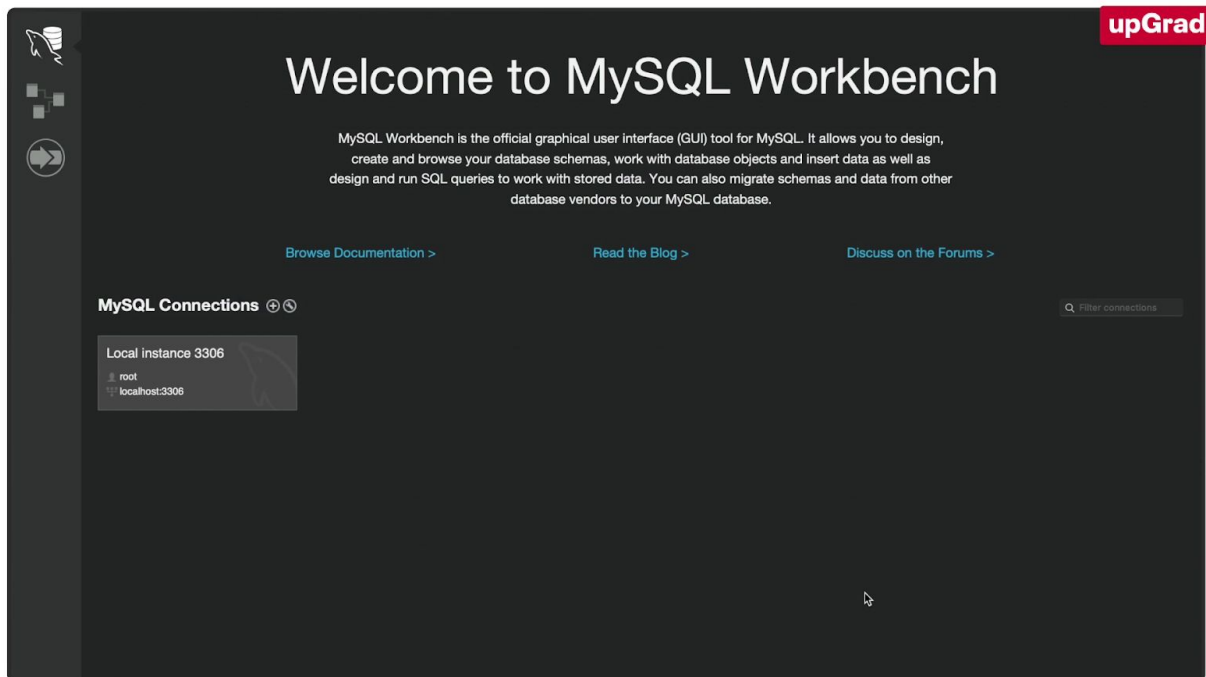 upGrad
Welcome to MySQL Workbench
MySQL Workbench is the official graphical user interface (GUI) tool for MySQL. It allows you to design,
create and browse your database schemas, work with database objects and insert data as well as
design and run SQL queries to work with stored data. You can also migrate schemas and data from other
database vendors to your MySQL database.
Browse Documentation >
Read the Blog >
Discuss on the Forums >
MySQL Connections
Filter connections
Local instance 3306
root
localhost:3306